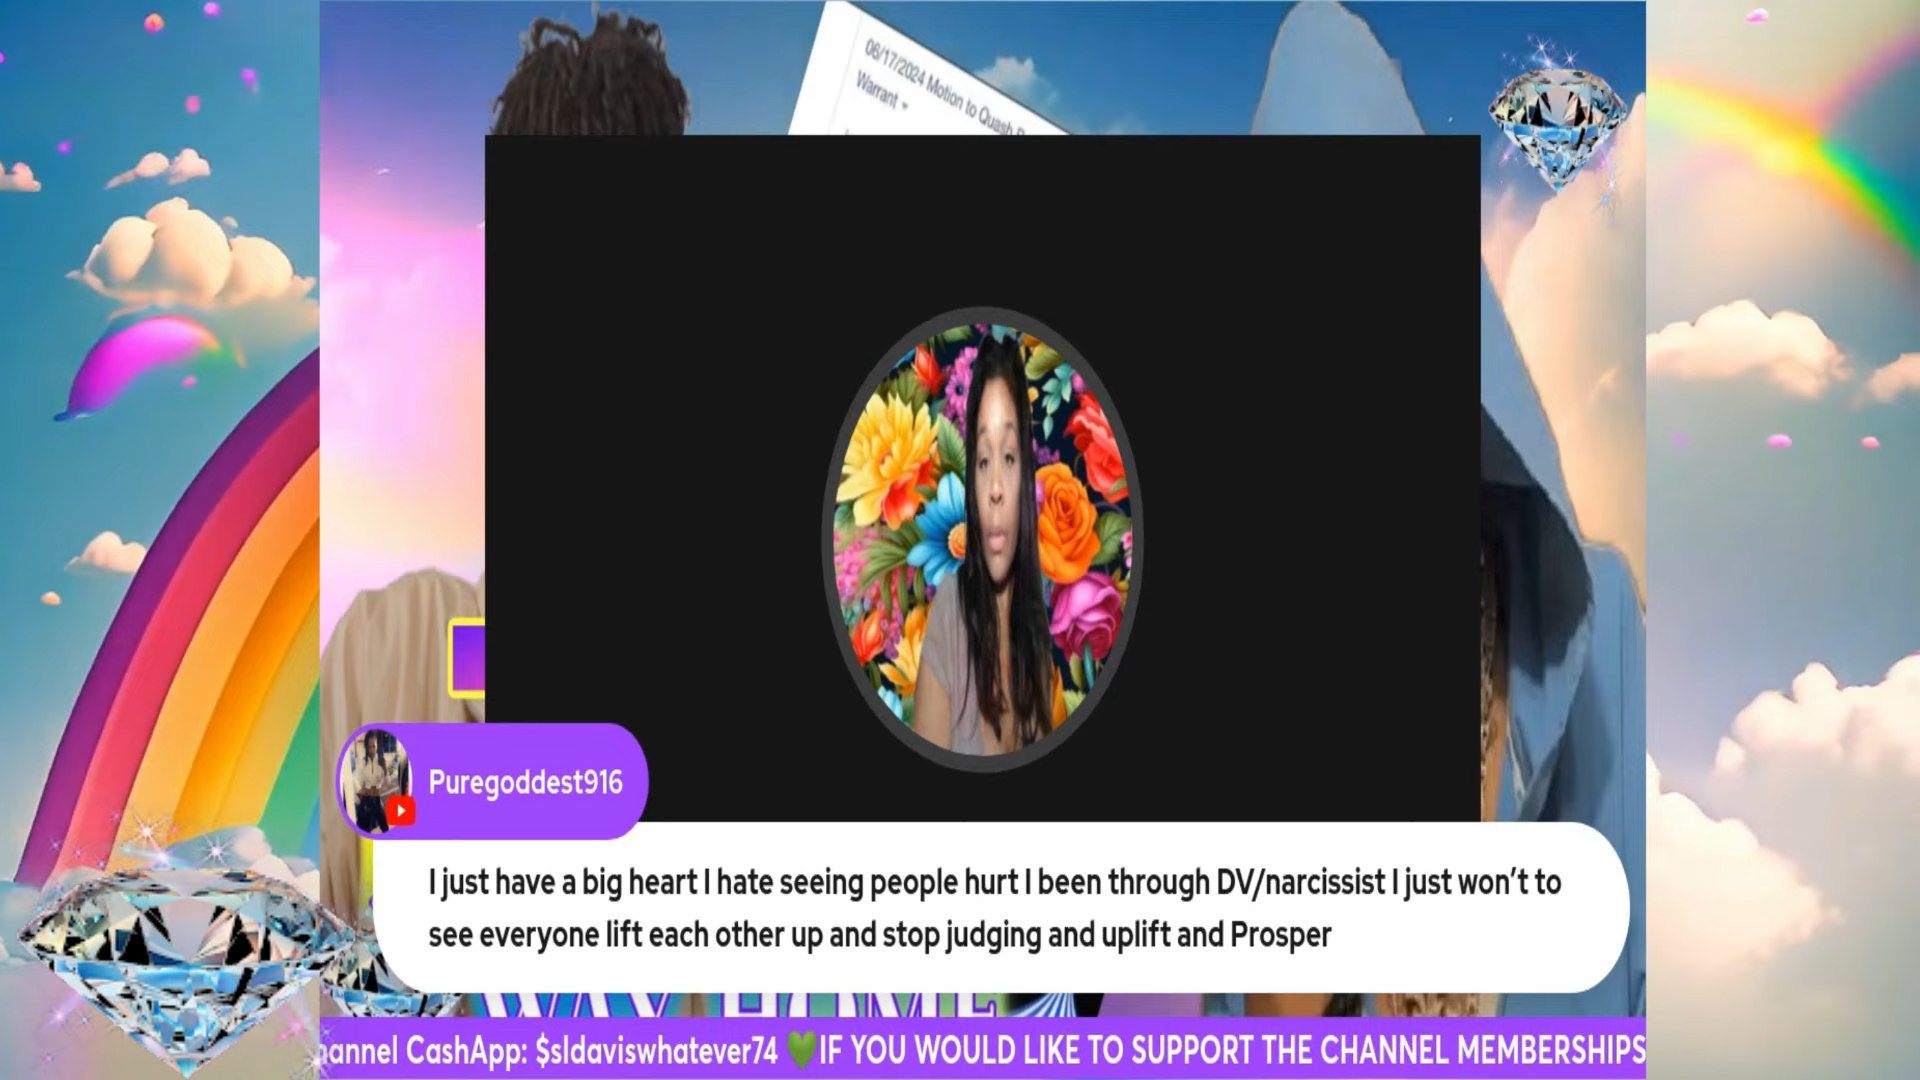 06/17/2024 Motion to Quash
Warrant
Puregoddest916
I just have a big heart I hate seeing people hurt I been through DV/narcissist I just won’t to
see everyone lift each other up and stop judging and uplift and Prosper
WAY HOME
annel CashApp: $sldaviswhatever74 💚IF YOU WOULD LIKE TO SUPPORT THE CHANNEL MEMBERSHIPS